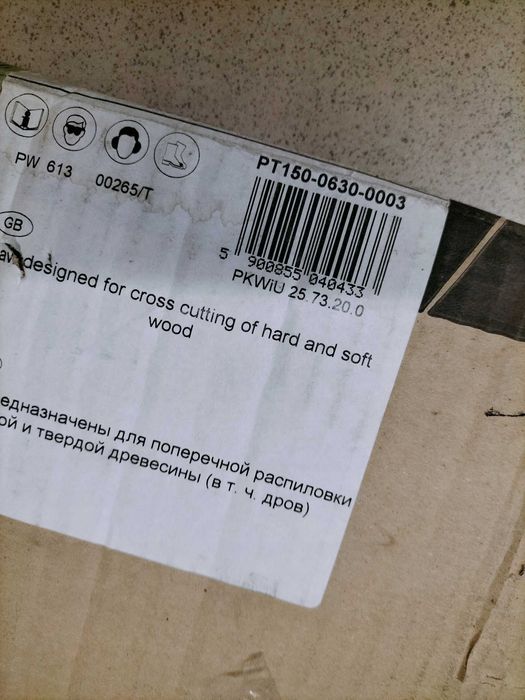 PT150-0630-0003
PW 613 00265/T
5 900855 040433
PKWiU 25.73.20.0
GB
designed for cross cutting of hard and soft
wood
едназначены для поперечной распиловки
ой и твердой древесины (в т. ч. дров)